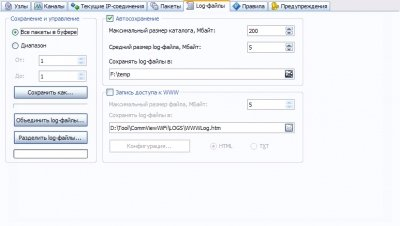 Узлы Каналы Текущие IP-соединения Пакеты Log-файлы Правила Предупреждения
Сохранение и управление
Все пакеты в буфере
Диапазон
От: 1
До: 1
Сохранить как...
Объединить log-файлы...
Разделить log-файлы...
Автосохранение
Максимальный размер каталога, Мбайт: 200
Средний размер log-файла, Мбайт: 5
Сохранять log-файлы в:
F:\temp
Запись доступа к WWW
Максимальный размер файла, Мбайт: 5
Сохранять log-файлы в:
D:\Tool\CommViewWiFi\LOGS\WWWLog.htm
Конфигурация... HTML TXT